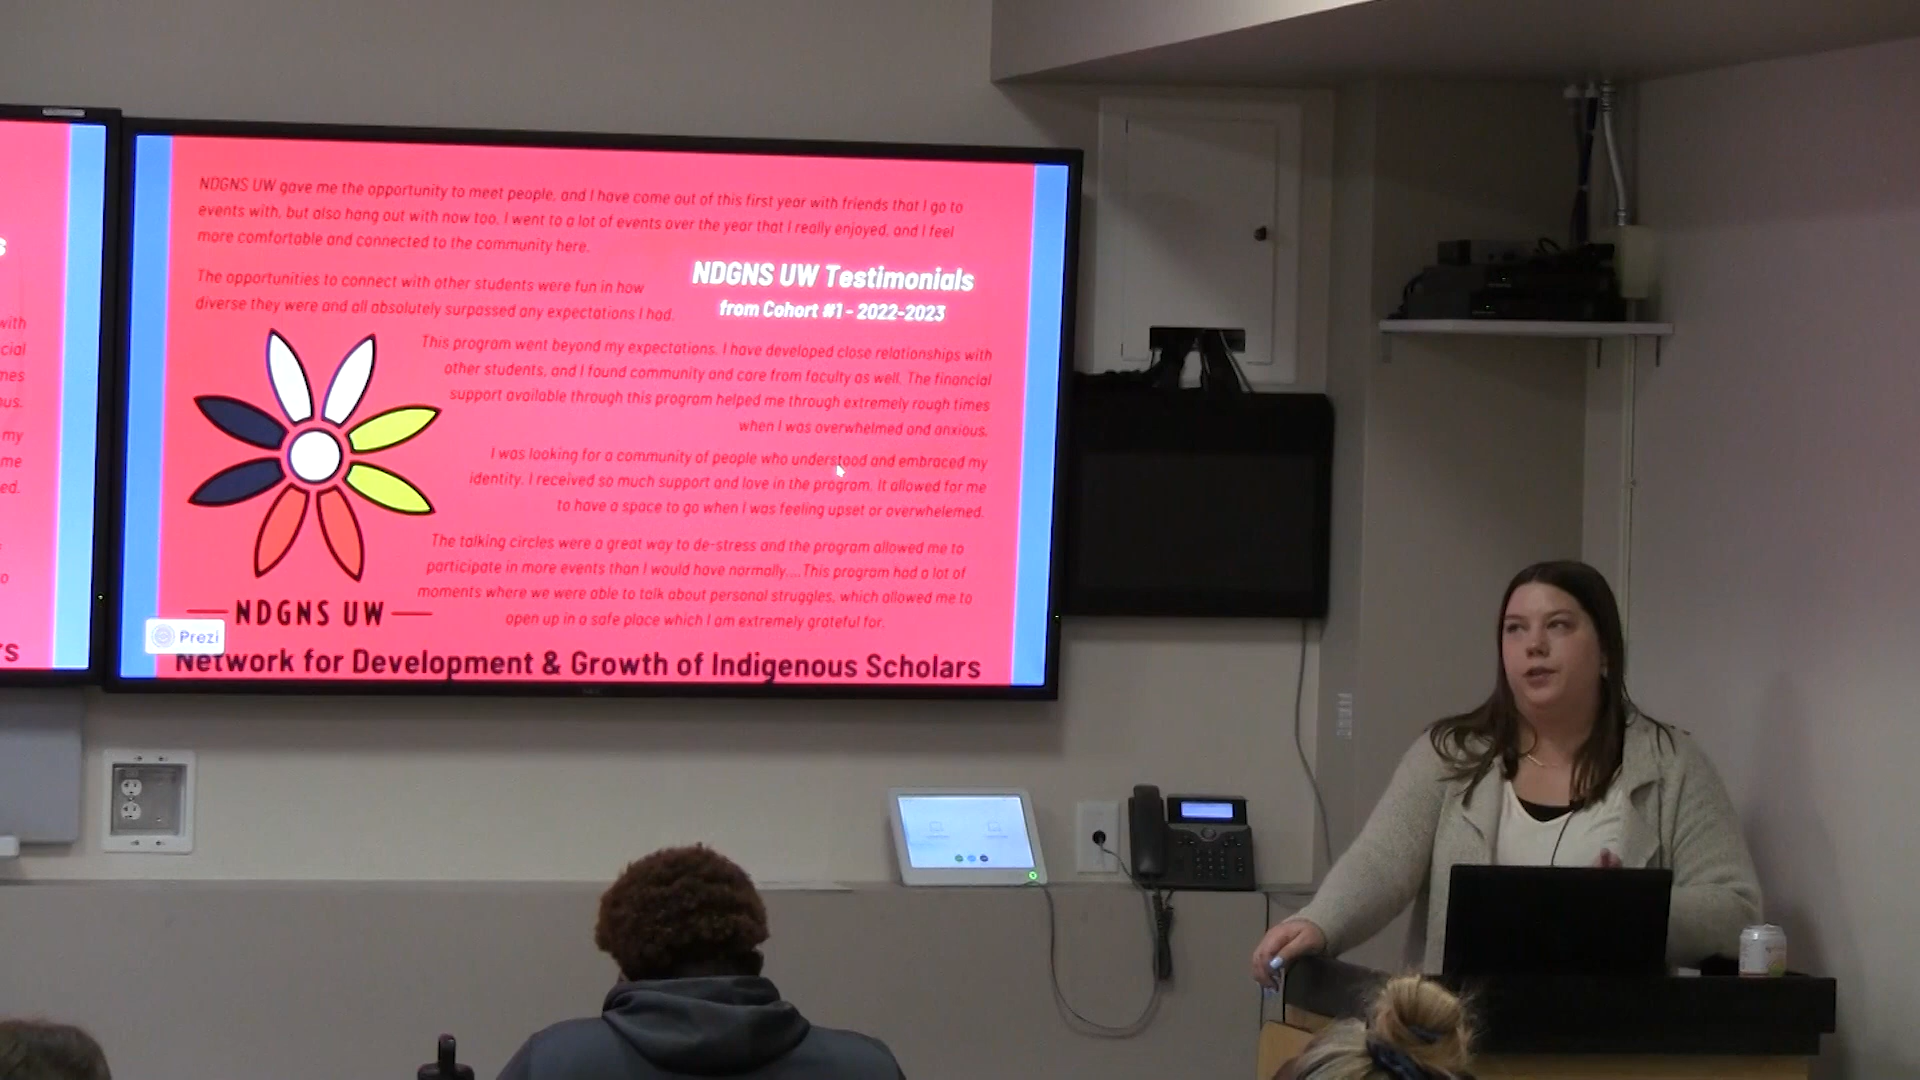 NDGNS UW gave me the opportunity to meet people, and I have come out of this first year with friends that I go to
events with, but also hang out with now too. I went to a lot of events over the year that I really enjoyed, and I feel
more comfortable and connected to the community here.
NDGNS UW Testimonials
from Cohort #1 - 2022-2023
The opportunities to connect with other students were fun in how
diverse they were and all absolutely surpassed any expectations I had.
This program went beyond my expectations. I have developed close relationships with
other students, and I found community and care from faculty as well. The financial
support available through this program helped me through extremely rough times
when I was overwhelmed and anxious.
I was looking for a community of people who understood and embraced my
identity. I received so much support and love in the program. It allowed for me
to have a space to go when I was feeling upset or overwhelemed.
The talking circles were a great way to de-stress and the program allowed me to
participate in more events than I would have normally....This program had a lot of
moments where we were able to talk about personal struggles, which allowed me to
open up in a safe place which I am extremely grateful for.
NDGNS UW
Prezi
Network for Development & Growth of Indigenous Scholars
with
my